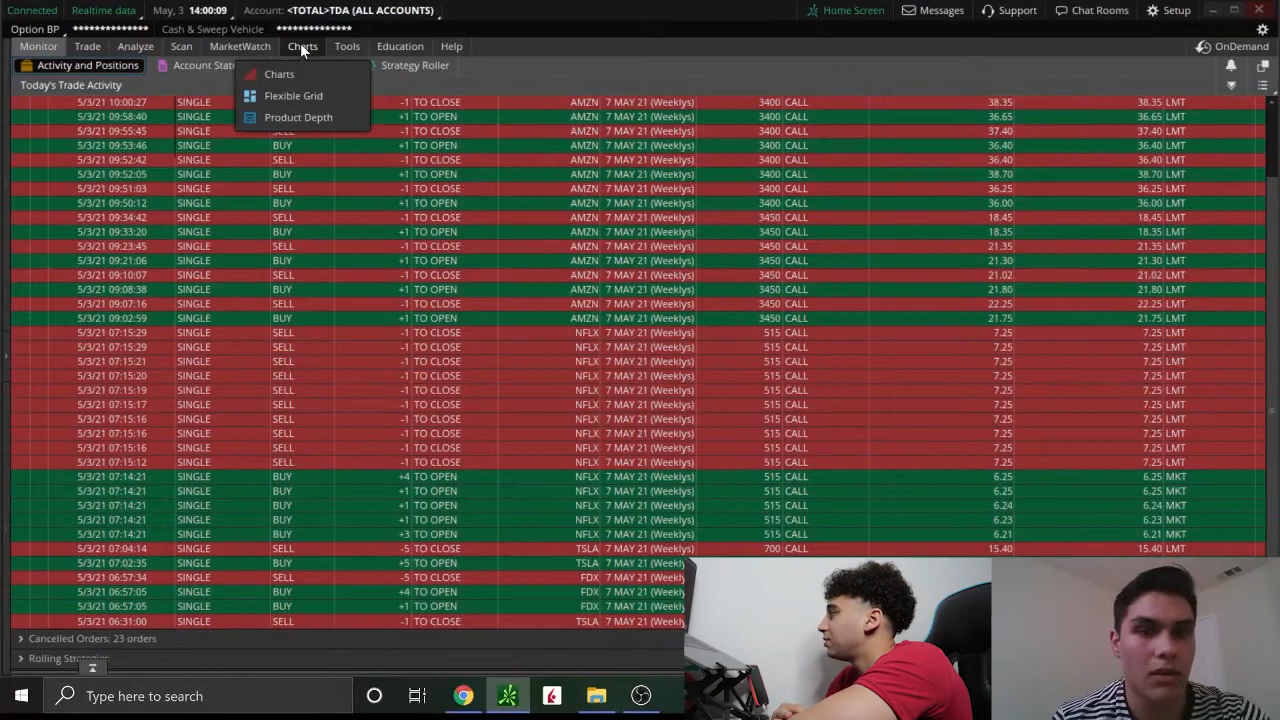 Connected Realtime data May, 3 14:00:09 Account: <TOTAL>TDA (ALL ACCOUNTS) Home Screen Messages Support Chat Rooms Setup
Option BP ************** Cash & Sweep Vehicle **************
Monitor Trade Analyze Scan MarketWatch Charts Tools Education Help OnDemand
Activity and Positions Account State Strategy Roller
Charts
Flexible Grid
Product Depth
Today's Trade Activity
5/3/21 10:00:27 SINGLE -1 TO CLOSE AMZN 7 MAY 21 (Weeklys) 3400 CALL 38.35 38.35 LMT
5/3/21 09:58:40 SINGLE +1 TO OPEN AMZN 7 MAY 21 (Weeklys) 3400 CALL 36.65 36.65 LMT
5/3/21 09:55:45 SINGLE SELL -1 TO CLOSE AMZN 7 MAY 21 (Weeklys) 3400 CALL 37.40 37.40 LMT
5/3/21 09:53:46 SINGLE BUY +1 TO OPEN AMZN 7 MAY 21 (Weeklys) 3400 CALL 36.40 36.40 LMT
5/3/21 09:52:42 SINGLE SELL -1 TO CLOSE AMZN 7 MAY 21 (Weeklys) 3400 CALL 36.40 36.40 LMT
5/3/21 09:52:05 SINGLE BUY +1 TO OPEN AMZN 7 MAY 21 (Weeklys) 3400 CALL 38.70 38.70 LMT
5/3/21 09:51:03 SINGLE SELL -1 TO CLOSE AMZN 7 MAY 21 (Weeklys) 3400 CALL 36.25 36.25 LMT
5/3/21 09:50:12 SINGLE BUY +1 TO OPEN AMZN 7 MAY 21 (Weeklys) 3400 CALL 36.00 36.00 LMT
5/3/21 09:34:42 SINGLE SELL -1 TO CLOSE AMZN 7 MAY 21 (Weeklys) 3450 CALL 18.45 18.45 LMT
5/3/21 09:33:20 SINGLE BUY +1 TO OPEN AMZN 7 MAY 21 (Weeklys) 3450 CALL 18.35 18.35 LMT
5/3/21 09:23:45 SINGLE SELL -1 TO CLOSE AMZN 7 MAY 21 (Weeklys) 3450 CALL 21.35 21.35 LMT
5/3/21 09:21:06 SINGLE BUY +1 TO OPEN AMZN 7 MAY 21 (Weeklys) 3450 CALL 21.30 21.30 LMT
5/3/21 09:10:07 SINGLE SELL -1 TO CLOSE AMZN 7 MAY 21 (Weeklys) 3450 CALL 21.02 21.02 LMT
5/3/21 09:08:38 SINGLE BUY +1 TO OPEN AMZN 7 MAY 21 (Weeklys) 3450 CALL 21.80 21.80 LMT
5/3/21 09:07:16 SINGLE SELL -1 TO CLOSE AMZN 7 MAY 21 (Weeklys) 3450 CALL 22.25 22.25 LMT
5/3/21 09:02:59 SINGLE BUY +1 TO OPEN AMZN 7 MAY 21 (Weeklys) 3450 CALL 21.75 21.75 LMT
5/3/21 07:15:29 SINGLE SELL -1 TO CLOSE NFLX 7 MAY 21 (Weeklys) 515 CALL 7.25 7.25 LMT
5/3/21 07:15:29 SINGLE SELL -1 TO CLOSE NFLX 7 MAY 21 (Weeklys) 515 CALL 7.25 7.25 LMT
5/3/21 07:15:21 SINGLE SELL -1 TO CLOSE NFLX 7 MAY 21 (Weeklys) 515 CALL 7.25 7.25 LMT
5/3/21 07:15:20 SINGLE SELL -1 TO CLOSE NFLX 7 MAY 21 (Weeklys) 515 CALL 7.25 7.25 LMT
5/3/21 07:15:19 SINGLE SELL -1 TO CLOSE NFLX 7 MAY 21 (Weeklys) 515 CALL 7.25 7.25 LMT
5/3/21 07:15:17 SINGLE SELL -1 TO CLOSE NFLX 7 MAY 21 (Weeklys) 515 CALL 7.25 7.25 LMT
5/3/21 07:15:16 SINGLE SELL -1 TO CLOSE NFLX 7 MAY 21 (Weeklys) 515 CALL 7.25 7.25 LMT
5/3/21 07:15:16 SINGLE SELL -1 TO CLOSE NFLX 7 MAY 21 (Weeklys) 515 CALL 7.25 7.25 LMT
5/3/21 07:15:16 SINGLE SELL -1 TO CLOSE NFLX 7 MAY 21 (Weeklys) 515 CALL 7.25 7.25 LMT
5/3/21 07:15:12 SINGLE SELL -1 TO CLOSE NFLX 7 MAY 21 (Weeklys) 515 CALL 7.25 7.25 LMT
5/3/21 07:14:21 SINGLE BUY +4 TO OPEN NFLX 7 MAY 21 (Weeklys) 515 CALL 6.25 6.25 MKT
5/3/21 07:14:21 SINGLE BUY +1 TO OPEN NFLX 7 MAY 21 (Weeklys) 515 CALL 6.25 6.25 MKT
5/3/21 07:14:21 SINGLE BUY +1 TO OPEN NFLX 7 MAY 21 (Weeklys) 515 CALL 6.24 6.24 MKT
5/3/21 07:14:21 SINGLE BUY +1 TO OPEN NFLX 7 MAY 21 (Weeklys) 515 CALL 6.23 6.23 MKT
5/3/21 07:14:21 SINGLE BUY +3 TO OPEN NFLX 7 MAY 21 (Weeklys) 515 CALL 6.21 6.21 MKT
5/3/21 07:04:14 SINGLE SELL -5 TO CLOSE TSLA 7 MAY 21 (Weeklys) 700 CALL 15.40 15.40 LMT
5/3/21 07:02:35 SINGLE BUY +5 TO OPEN TSLA 7 MAY 21 (Weekly
5/3/21 06:57:34 SINGLE SELL -5 TO CLOSE FDX 7 MAY 21 (Weekly
5/3/21 06:57:05 SINGLE BUY +4 TO OPEN FDX 7 MAY 21 (Weekly
5/3/21 06:57:05 SINGLE BUY +1 TO OPEN FDX 7 MAY 21 (Weekly
5/3/21 06:31:00 SINGLE SELL -1 TO CLOSE TSLA 7 MAY 21 (Weekly
Cancelled Orders: 23 orders
Rolling Strategies
Type here to search